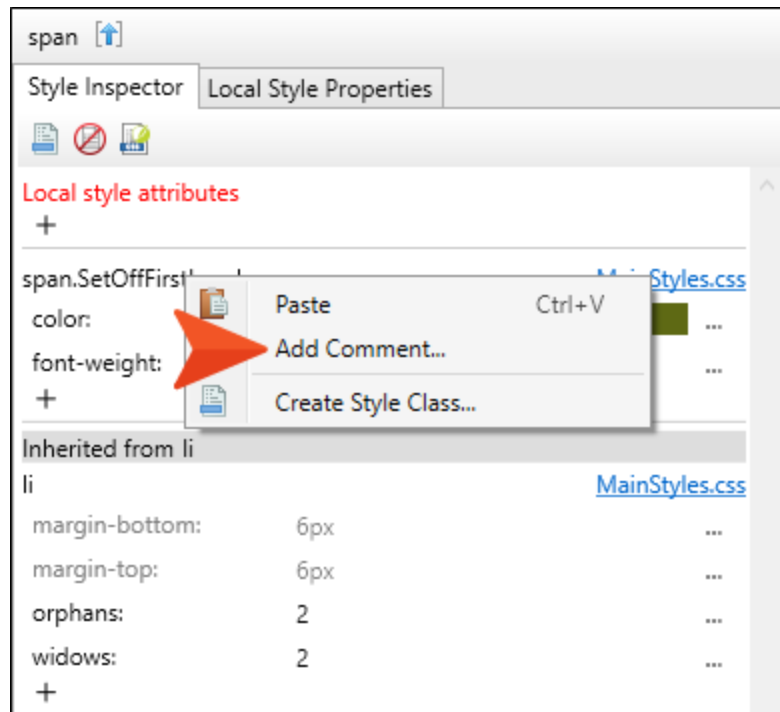 span
Style Inspector Local Style Properties
Local style attributes
+
MainStyles.css
color: ...
font-weight: ...
+
Paste Ctrl+V
Add Comment...
Create Style Class...
Inherited from li
li MainStyles.css
margin-bottom: 6px ...
margin-top: 6px ...
orphans: 2 ...
widows: 2 ...
+